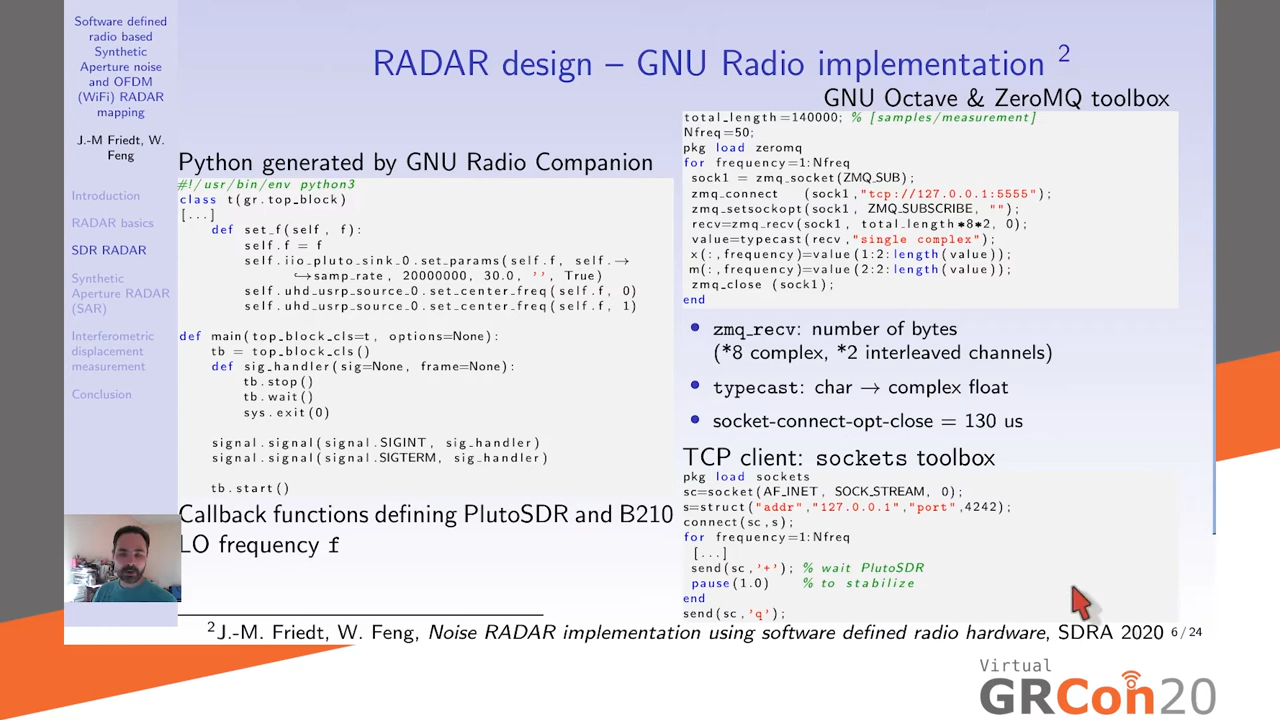 Software defined
radio based
Synthetic
Aperture noise
and OFDM
(WiFi) RADAR
mapping
J.-M Friedt, W.
Feng
Introduction
RADAR basics
SDR RADAR
Synthetic
Aperture RADAR
(SAR)
Interferometric
displacement
measurement
Conclusion
RADAR design – GNU Radio implementation 2
Python generated by GNU Radio Companion
#!/usr/bin/env python3
class t(gr.top_block)
[...]
    def set_f(self, f):
        self.f = f
        self.iio_pluto_sink_0.set_params(self.f, self.→
              ↪samp_rate, 20000000, 30.0, '', True)
        self.uhd_usrp_source_0.set_center_freq(self.f, 0)
        self.uhd_usrp_source_0.set_center_freq(self.f, 1)
def main(top_block_cls=t, options=None):
    tb = top_block_cls()
    def sig_handler(sig=None, frame=None):
        tb.stop()
        tb.wait()
        sys.exit(0)
    signal.signal(signal.SIGINT, sig_handler)
    signal.signal(signal.SIGTERM, sig_handler)
    tb.start()
Callback functions defining PlutoSDR and B210
LO frequency f
GNU Octave & ZeroMQ toolbox
total_length=140000; % [samples/measurement]
Nfreq=50;
pkg load zeromq
for frequency=1:Nfreq
 sock1 = zmq_socket(ZMQ_SUB);
 zmq_connect   (sock1,"tcp://127.0.0.1:5555");
 zmq_setsockopt(sock1, ZMQ_SUBSCRIBE, "");
 recv=zmq_recv(sock1, total_length*8*2, 0);
 value=typecast(recv,"single complex");
 x(:,frequency)=value(1:2:length(value));
 m(:,frequency)=value(2:2:length(value));
 zmq_close (sock1);
end
• zmq_recv: number of bytes
(*8 complex, *2 interleaved channels)
• typecast: char → complex float
• socket-connect-opt-close = 130 us
TCP client: sockets toolbox
pkg load sockets
sc=socket(AF_INET, SOCK_STREAM, 0);
s=struct("addr","127.0.0.1","port",4242);
connect(sc,s);
for frequency=1:Nfreq
 [...]
 send(sc,'+'); % wait PlutoSDR
 pause(1.0)    % to stabilize
end
send(sc,'q');
2J.-M. Friedt, W. Feng, Noise RADAR implementation using software defined radio hardware, SDRA 2020 6/24
Virtual
GRCon20